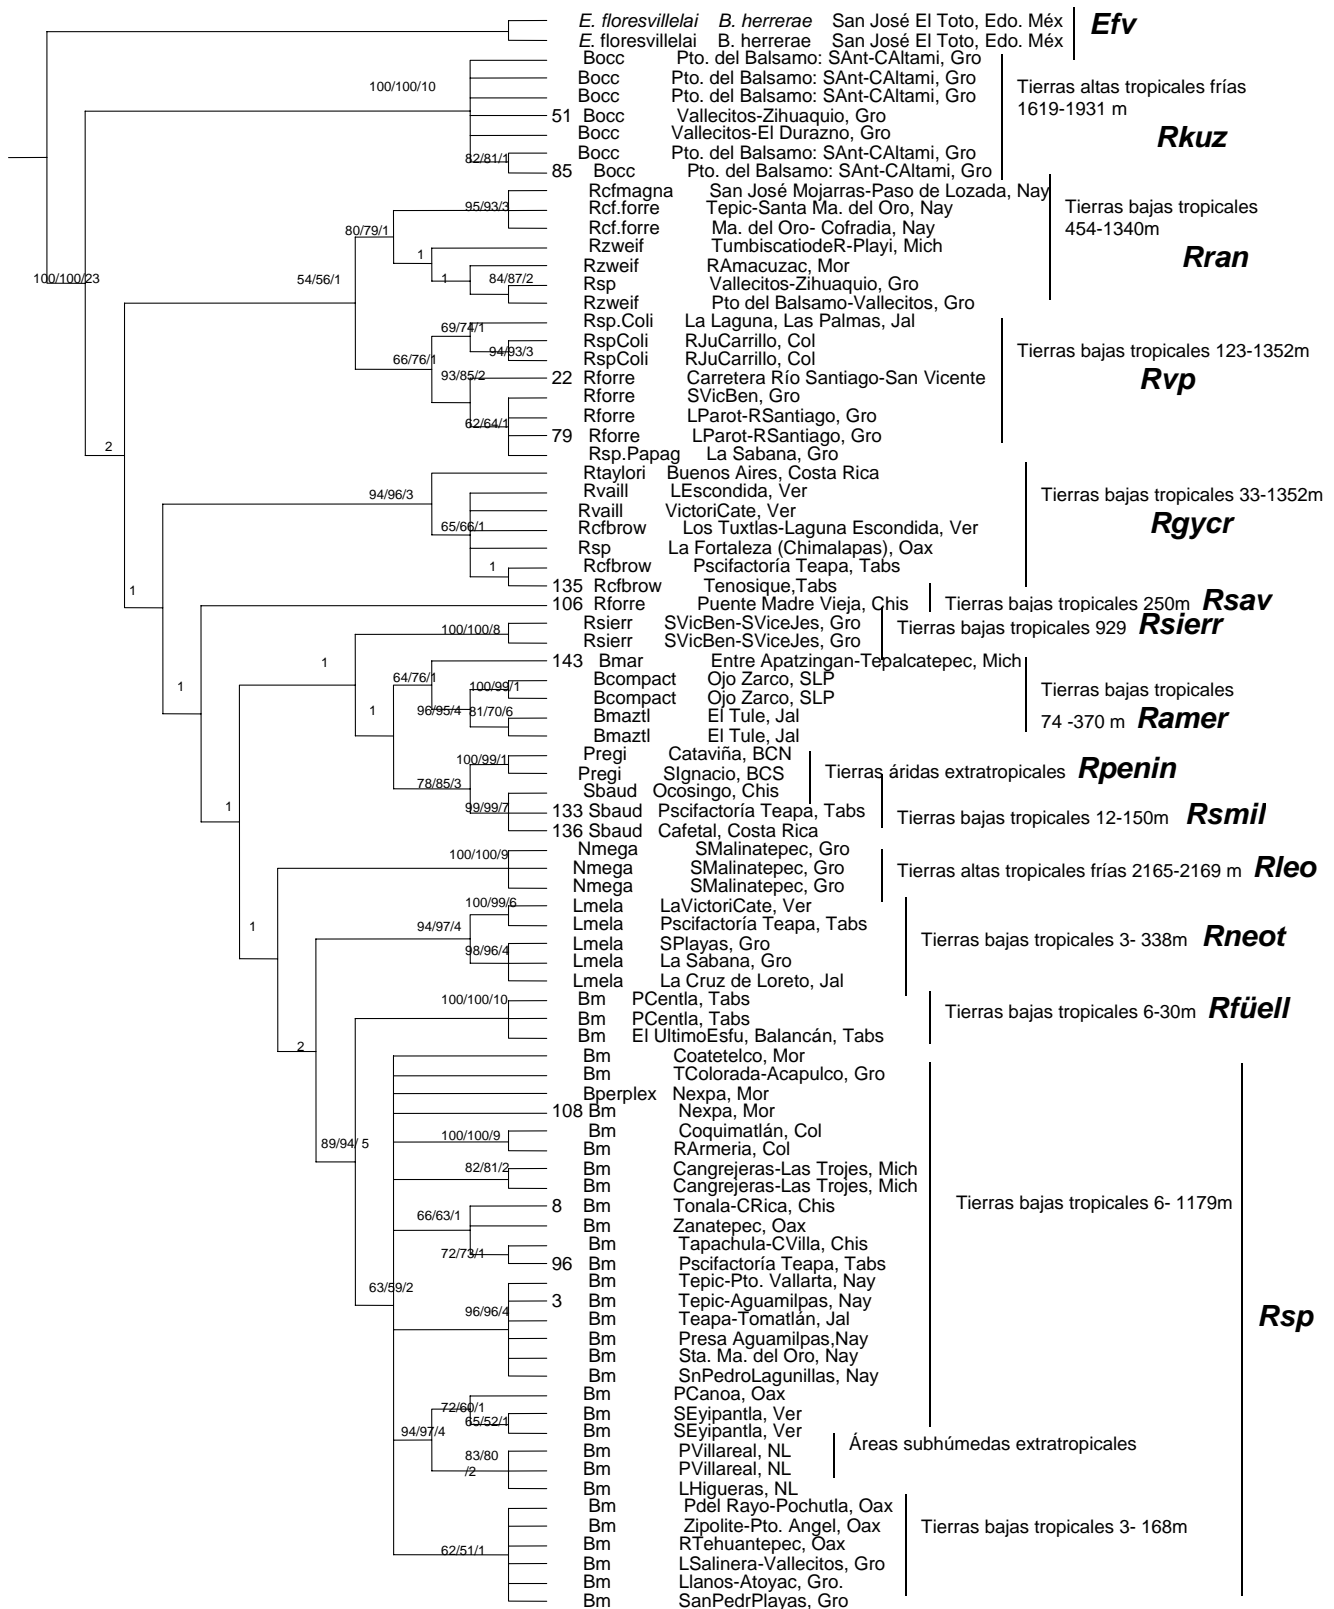 E. floresvillelai B. herrerae San José El Toto, Edo. Méx
Efv
E. floresvillelai B. herrerae San José El Toto, Edo. Méx
Bocc Pto. del Balsamo: SAnt-CAltami, Gro
100/100/10
Bocc Pto. del Balsamo: SAnt-CAltami, Gro
Tierras altas tropicales frías
Bocc Pto. del Balsamo: SAnt-CAltami, Gro
1619-1931 m
51 Bocc Vallecitos-Zihuaquio, Gro
Bocc Vallecitos-El Durazno, Gro
Rkuz
Bocc Pto. del Balsamo: SAnt-CAltami, Gro
82/81/1
85 Bocc Pto. del Balsamo: SAnt-CAltami, Gro
Rcfmagna San José Mojarras-Paso de Lozada, Nay
95/93/3
Rcf.forre Tepic-Santa Ma. del Oro, Nay
Tierras bajas tropicales
454-1340m
80/79/1
Rcf.forre Ma. del Oro- Cofradia, Nay
1
Rzweif TumbiscatiodeR-Playi, Mich
Rran
Rzweif RAmacuzac, Mor
100/100/23
54/56/1
1
84/87/2
Rsp Vallecitos-Zihuaquio, Gro
Rzweif Pto del Balsamo-Vallecitos, Gro
69/74/1
Rsp.Coli La Laguna, Las Palmas, Jal
RspColi RJuCarrillo, Col
94/93/3
Tierras bajas tropicales 123-1352m
66/76/1
RspColi RJuCarrillo, Col
93/85/2
22 Rforre Carretera Río Santiago-San Vicente
Rvp
Rforre SVicBen, Gro
62/64/1
Rforre LParot-RSantiago, Gro
79 Rforre LParot-RSantiago, Gro
2
Rsp.Papag La Sabana, Gro
Rtaylori Buenos Aires, Costa Rica
94/96/3
Rvaill LEscondida, Ver
Tierras bajas tropicales 33-1352m
Rvaill VictoriCate, Ver
65/66/1
Rcfbrow Los Tuxtlas-Laguna Escondida, Ver
Rgycr
Rsp La Fortaleza (Chimalapas), Oax
1
Rcfbrow Pscifactoría Teapa, Tabs
1
135 Rcfbrow Tenosique,Tabs
106 Rforre Puente Madre Vieja, Chis
Tierras bajas tropicales 250m Rsav
100/100/8
Rsierr SVicBen-SViceJes, Gro
Tierras bajas tropicales 929 Rsierr
Rsierr SVicBen-SViceJes, Gro
1
143 Bmar Entre Apatzingan-Tepalcatepec, Mich
64/76/1
1
100/99/1
Bcompact Ojo Zarco, SLP
Tierras bajas tropicales
Bcompact Ojo Zarco, SLP
1
96/95/4
81/70/6
Bmaztl El Tule, Jal
74 -370 m Ramer
Bmaztl El Tule, Jal
100/99/1
Pregi Cataviña, BCN
Pregi SIgnacio, BCS
Tierras áridas extratropicales Rpenin
78/85/3
Sbaud Ocosingo, Chis
1
99/99/7
133 Sbaud Pscifactoría Teapa, Tabs
Tierras bajas tropicales 12-150m Rsmil
136 Sbaud Cafetal, Costa Rica
100/100/9
Nmega SMalinatepec, Gro
Nmega SMalinatepec, Gro
Tierras altas tropicales frías 2165-2169 m Rleo
Nmega SMalinatepec, Gro
100/99/6
Lmela LaVictoriCate, Ver
1
94/97/4
Lmela Pscifactoría Teapa, Tabs
98/96/4
Lmela SPlayas, Gro
Tierras bajas tropicales 3- 338m Rneot
Lmela La Sabana, Gro
Lmela La Cruz de Loreto, Jal
100/100/10
Bm PCentla, Tabs
Tierras bajas tropicales 6-30m Rfüell
Bm PCentla, Tabs
Bm El UltimoEsfu, Balancán, Tabs
2
Bm Coatetelco, Mor
Bm TColorada-Acapulco, Gro
Bperplex Nexpa, Mor
108 Bm Nexpa, Mor
89/94/ 5
100/100/9
Bm Coquimatlán, Col
Bm RArmeria, Col
82/81/2
Bm Cangrejeras-Las Trojes, Mich
Bm Cangrejeras-Las Trojes, Mich
66/63/1
8 Bm Tonala-CRica, Chis
Tierras bajas tropicales 6- 1179m
Bm Zanatepec, Oax
72/73/1
Bm Tapachula-CVilla, Chis
96 Bm Pscifactoría Teapa, Tabs
63/59/2
Bm Tepic-Pto. Vallarta, Nay
96/96/4
3 Bm Tepic-Aguamilpas, Nay
Bm Teapa-Tomatlán, Jal
Rsp
Bm Presa Aguamilpas,Nay
Bm Sta. Ma. del Oro, Nay
Bm SnPedroLagunillas, Nay
Bm PCanoa, Oax
72/60/1
65/52/1
Bm SEyipantla, Ver
94/97/4
Bm SEyipantla, Ver
83/80
/2
Bm PVillareal, NL
Áreas subhúmedas extratropicales
Bm PVillareal, NL
Bm LHigueras, NL
Bm Pdel Rayo-Pochutla, Oax
Bm Zipolite-Pto. Angel, Oax
Tierras bajas tropicales 3- 168m
62/51/1
Bm RTehuantepec, Oax
Bm LSalinera-Vallecitos, Gro
Bm Llanos-Atoyac, Gro.
Bm SanPedrPlayas, Gro